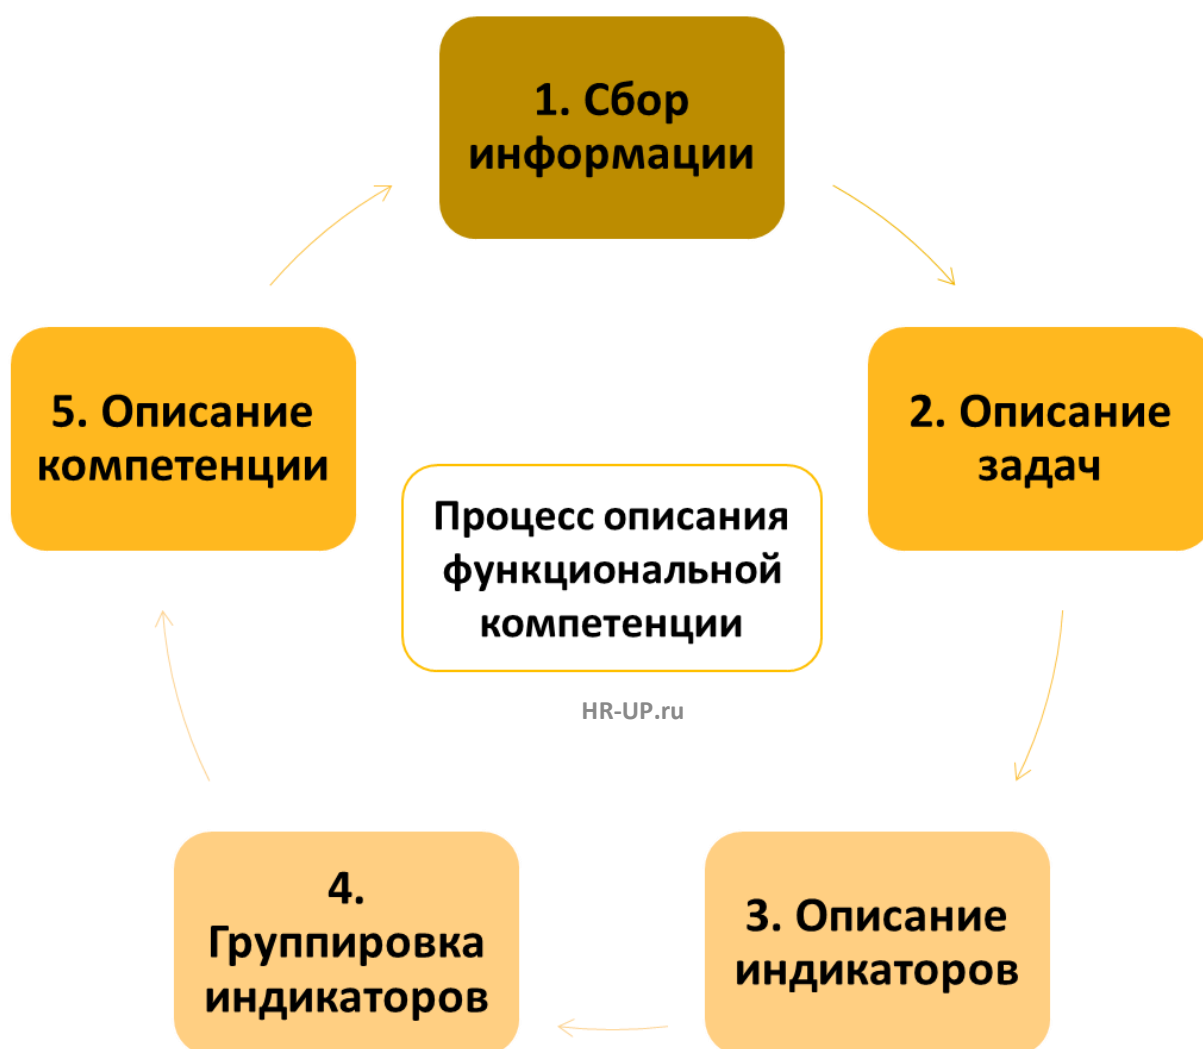 1. Сбор
информации
2. Описание
задач
3. Описание
индикаторов
4.
Группировка
индикаторов
5. Описание
компетенции
Процесс описания
функциональной
компетенции
HR-UP.ru